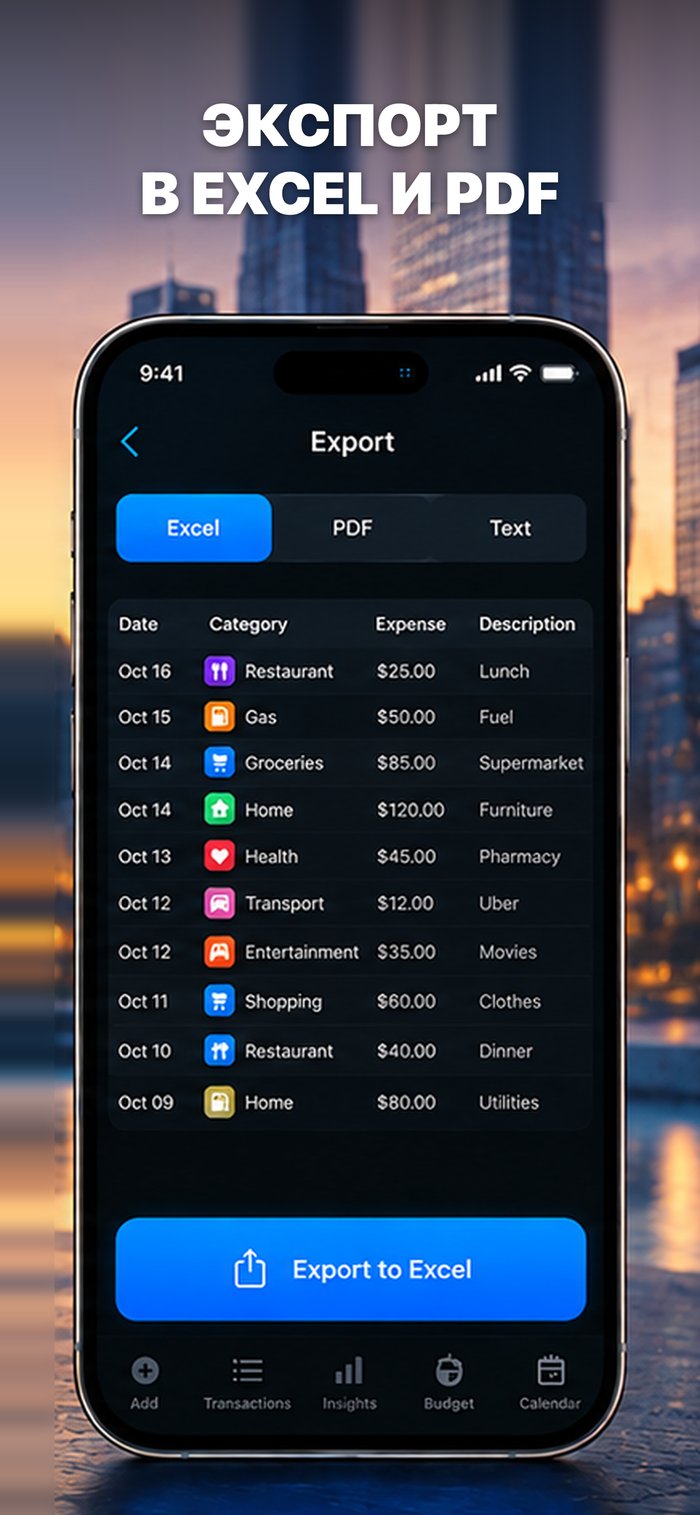 ЭКСПОРТ
В EXCEL И PDF
9:41
Export
Excel PDF Text
Date Category Expense Description
Oct 16 Restaurant $25.00 Lunch
Oct 15 Gas $50.00 Fuel
Oct 14 Groceries $85.00 Supermarket
Oct 14 Home $120.00 Furniture
Oct 13 Health $45.00 Pharmacy
Oct 12 Transport $12.00 Uber
Oct 12 Entertainment $35.00 Movies
Oct 11 Shopping $60.00 Clothes
Oct 10 Restaurant $40.00 Dinner
Oct 09 Home $80.00 Utilities
Export to Excel
Add Transactions Insights Budget Calendar